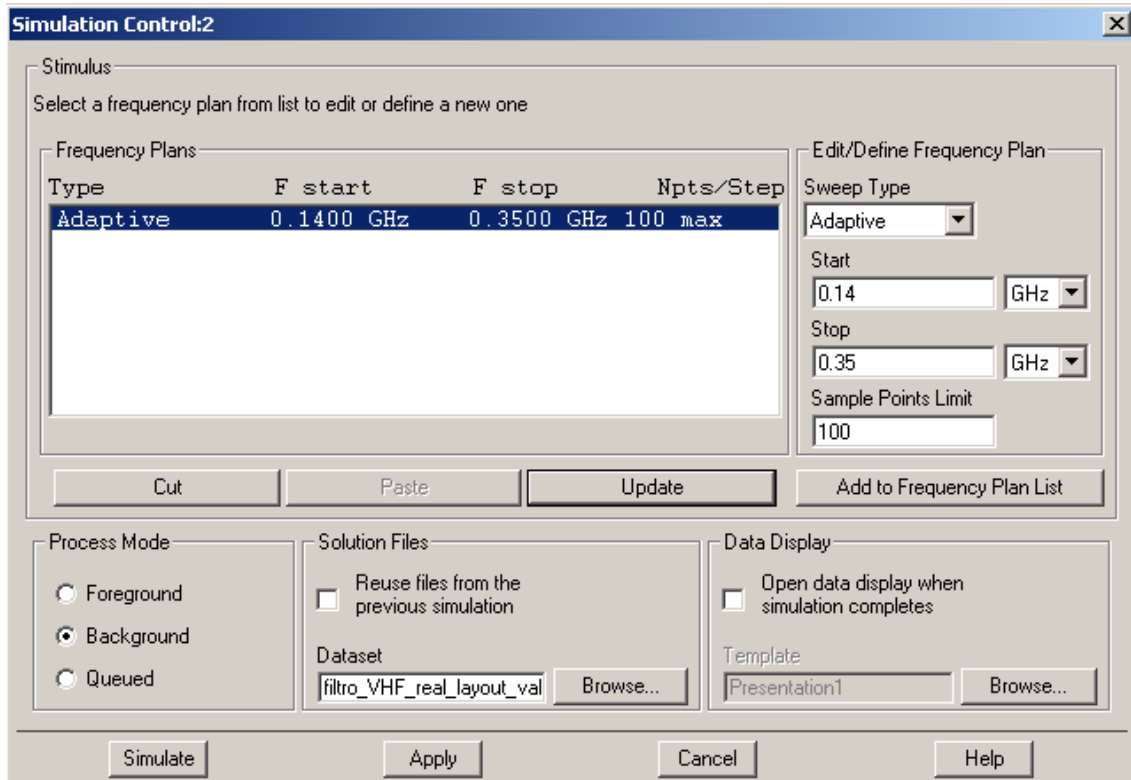 Simulation Control:2
Stimulus
Select a frequency plan from list to edit or define a new one
Frequency Plans
Type F start F stop Npts/Step
Adaptive 0.1400 GHz 0.3500 GHz 100 max
Edit/Define Frequency Plan
Sweep Type
Adaptive
Start
0.14 GHz
Stop
0.35 GHz
Sample Points Limit
100
Cut Paste Update Add to Frequency Plan List
Process Mode
Foreground
Background
Queued
Solution Files
Reuse files from the
previous simulation
Dataset
filtro_VHF_real_layout_val Browse...
Data Display
Open data display when
simulation completes
Template
Presentation1 Browse...
Simulate Apply Cancel Help